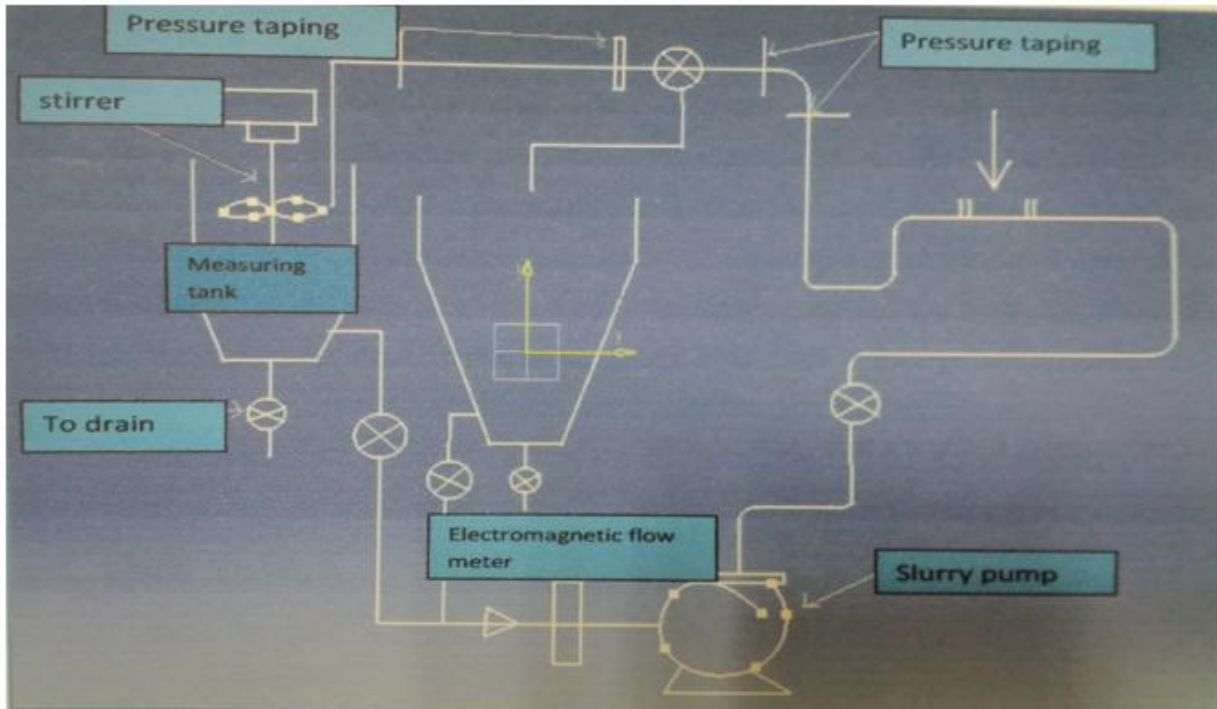 Pressure taping
Pressure taping
stirrer
Measuring
tank
To drain
Electromagnetic flow
meter
Slurry pump